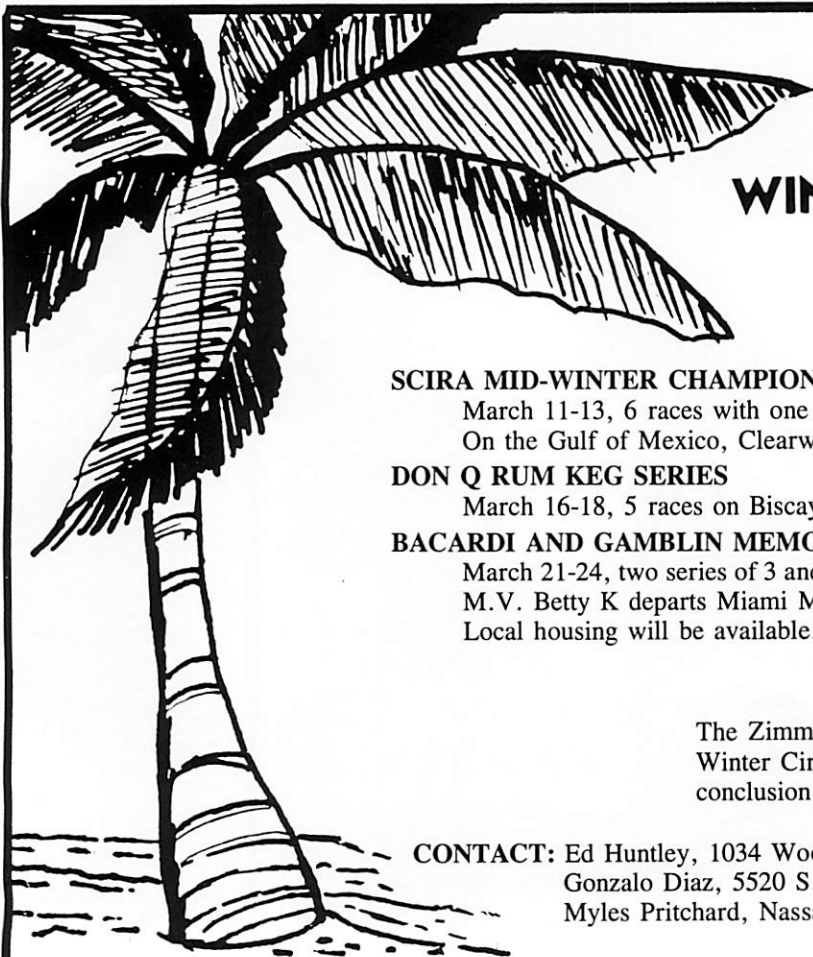 WIN
SCIRA MID-WINTER CHAMPION
March 11-13, 6 races with one
On the Gulf of Mexico, Clearw
DON Q RUM KEG SERIES
March 16-18, 5 races on Biscay
BACARDI AND GAMBLIN MEMO
March 21-24, two series of 3 and
M.V. Betty K departs Miami M
Local housing will be available
The Zimm
Winter Cir
conclusion
CONTACT: Ed Huntley, 1034 Woo
Gonzalo Diaz, 5520 S
Myles Pritchard, Nass